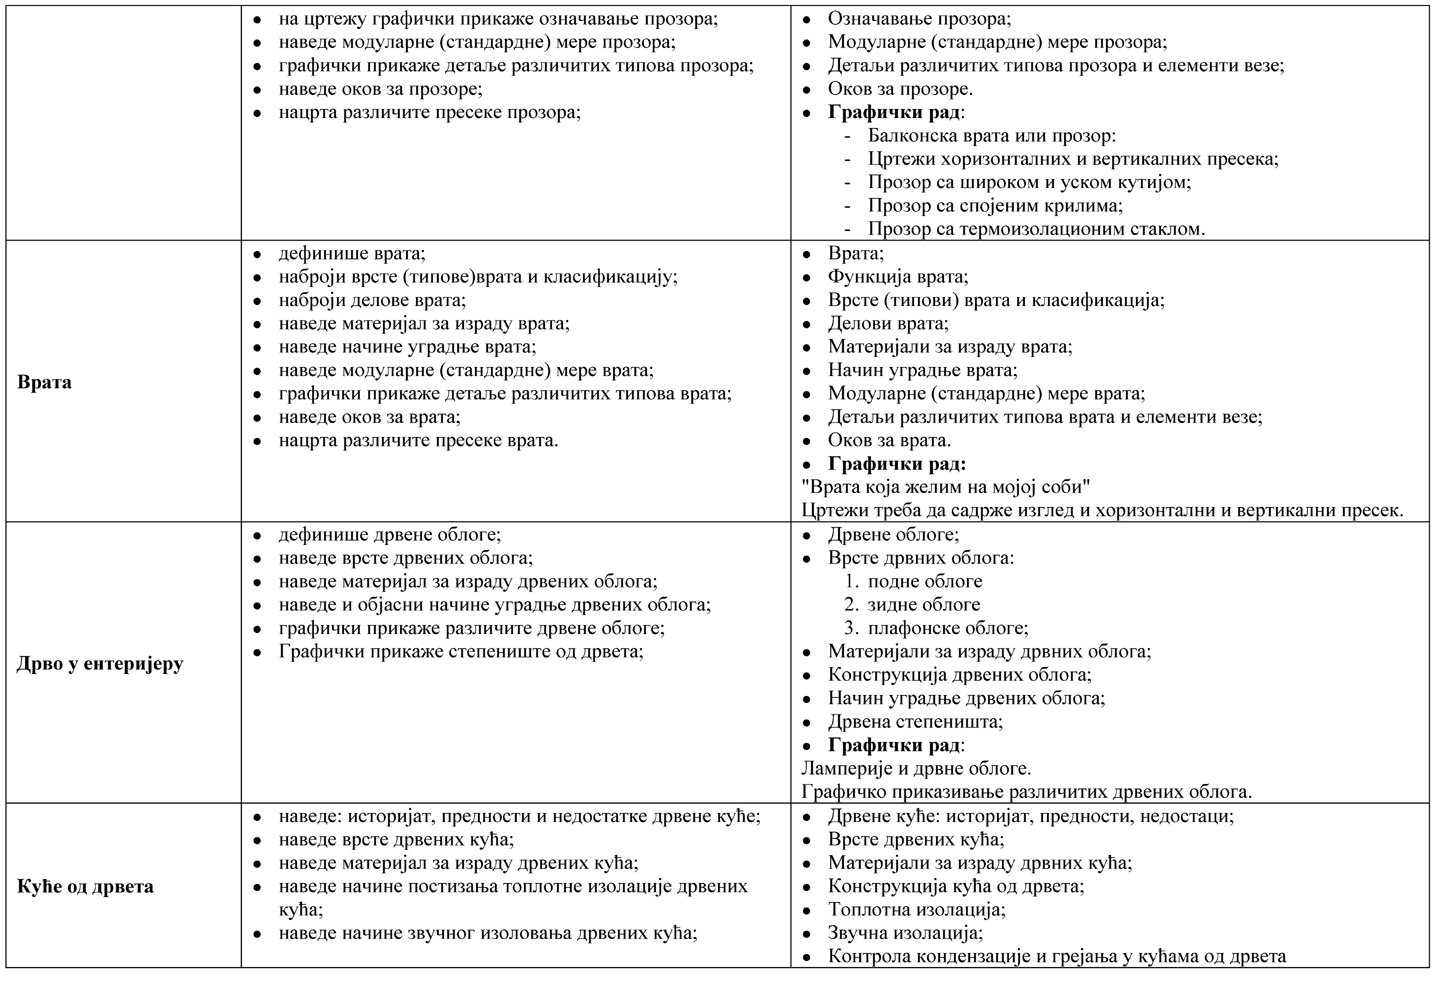 • на цртежу графички прикаже означавање прозора;
• наведе модуларне (стандардне) мере прозора;
• графички прикаже детаље различитих типова прозора;
• наведе оков за прозоре;
• нацрта различите пресеке прозора;
• Означавање прозора;
• Модуларне (стандардне) мере прозора;
• Детаљи различитих типова прозора и елементи везе;
• Оков за прозоре.
• Графички рад:
- Балконска врата или прозор:
- Цртежи хоризонталних и вертикалних пресека;
- Прозор са широком и уском кутијом;
- Прозор са спојеним крилима;
- Прозор са термоизолационим стаклом.
Врата
• дефинише врата;
• наброји врсте (типове)врата и класификацију;
• наброји делове врата;
• наведе материјал за израду врата;
• наведе начине уградње врата;
• наведе модуларне (стандардне) мере врата;
• графички прикаже детаље различитих типова врата;
• наведе оков за врата;
• нацрта различите пресеке врата.
• Врата;
• Функција врата;
• Врсте (типови) врата и класификација;
• Делови врата;
• Материјали за израду врата;
• Начин уградње врата;
• Модуларне (стандардне) мере врата;
• Детаљи различитих типова врата и елементи везе;
• Оков за врата.
• Графички рад:
"Врата која желим на мојој соби"
Цртежи треба да садрже изглед и хоризонтални и вертикални пресек.
Дрво у ентеријеру
• дефинише дрвене облоге;
• наведе врсте дрвених облога;
• наведе материјал за израду дрвених облога;
• наведе и објасни начине уградње дрвених облога;
• графички прикаже различите дрвене облоге;
• Графички прикаже степениште од дрвета;
• Дрвене облоге;
• Врсте дрвних облога:
1. подне облоге
2. зидне облоге
3. плафонске облоге;
• Материјали за израду дрвних облога;
• Конструкција дрвених облога;
• Начин уградње дрвених облога;
• Дрвена степеништа;
• Графички рад:
Ламперије и дрвне облоге.
Графичко приказивање различитих дрвених облога.
Куће од дрвета
• наведе: историјат, предности и недостатке дрвене куће;
• наведе врсте дрвених кућа;
• наведе материјал за израду дрвених кућа;
• наведе начине постизања топлотне изолације дрвених
кућа;
• наведе начине звучног изоловања дрвених кућа;
• Дрвене куће: историјат, предности, недостаци;
• Врсте дрвених кућа;
• Материјали за израду дрвних кућа;
• Конструкција кућа од дрвета;
• Топлотна изолација;
• Звучна изолација;
• Контрола кондензације и грејања у кућама од дрвета